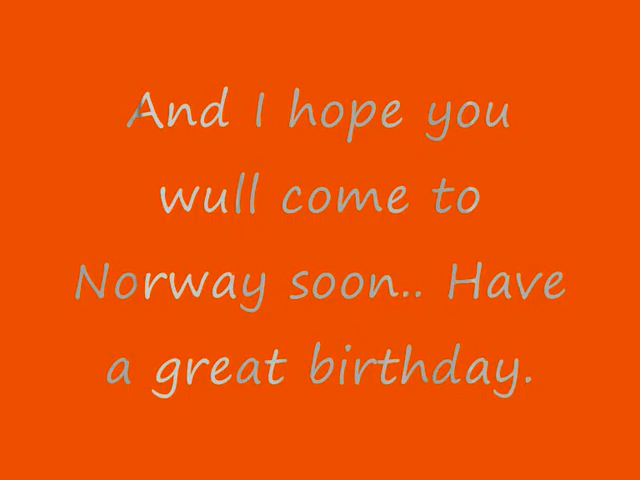 And I hope you
wull come to
Norway soon.. Have
a great birthday.